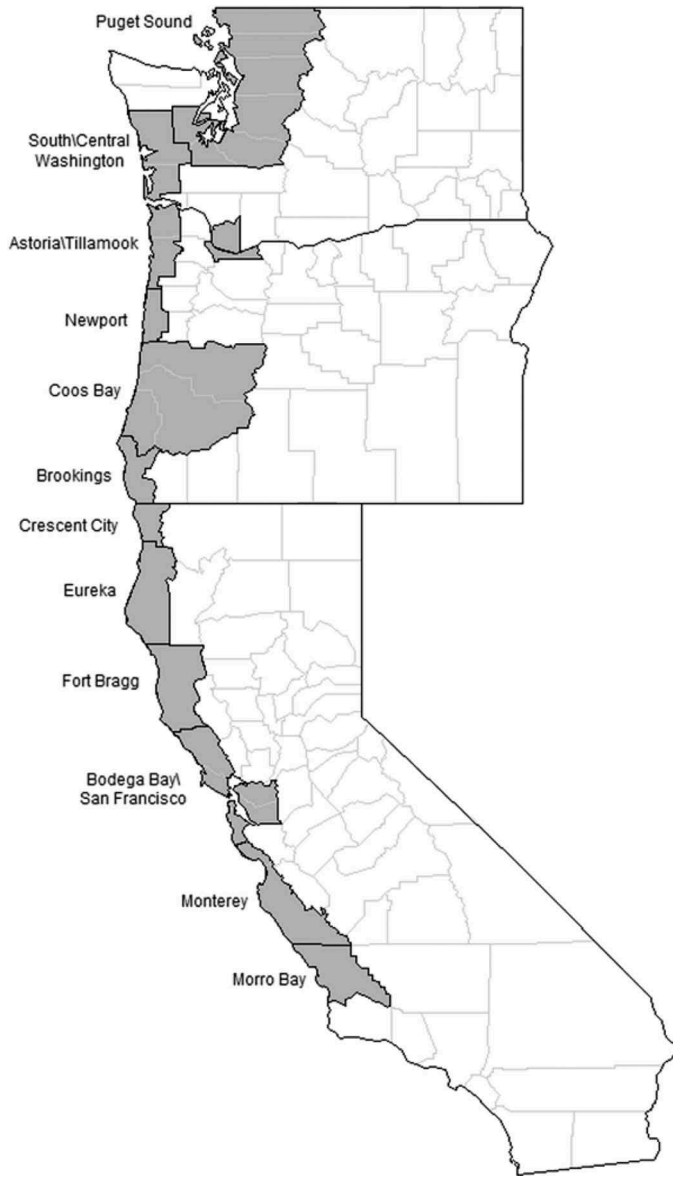 Puget Sound
South\Central
Washington
Astoria\Tillamook
Newport
Coos Bay
Brookings
Crescent City
Eureka
Fort Bragg
Bodega Bay\
San Francisco
Monterey
Morro Bay